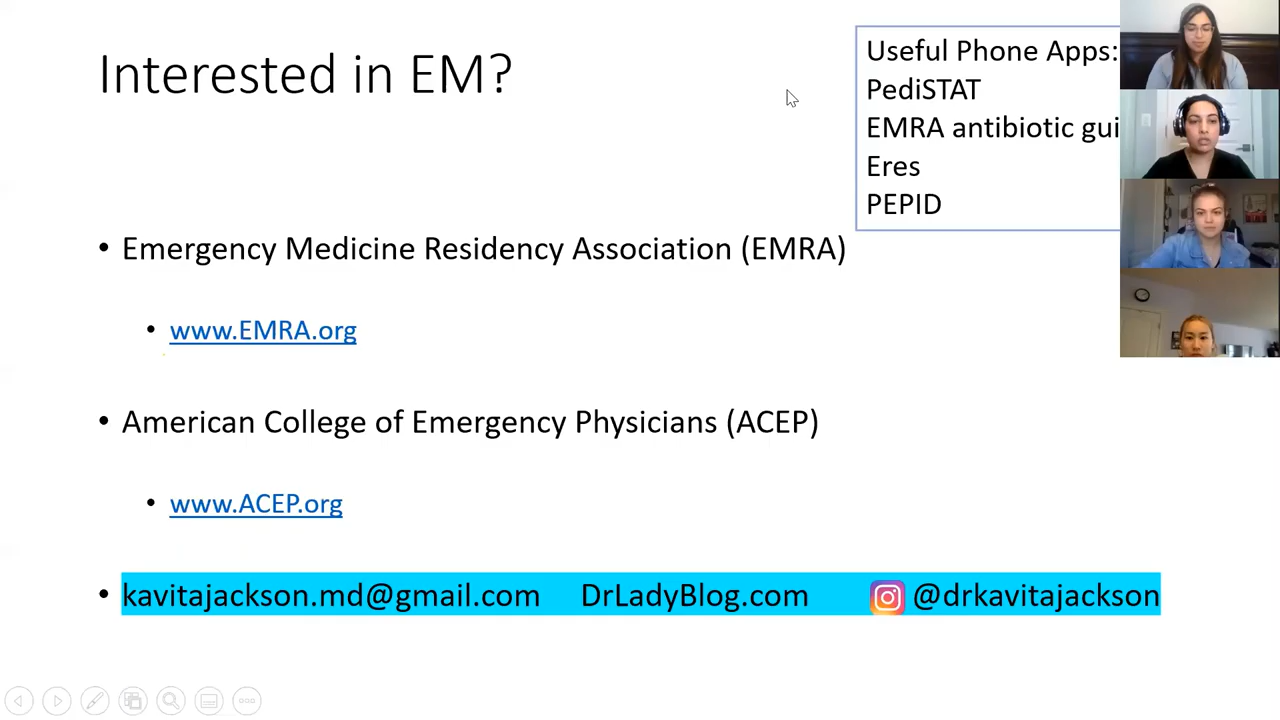 Interested in EM?
Useful Phone Apps:
PediSTAT
EMRA antibiotic gui
Eres
PEPID
• Emergency Medicine Residency Association (EMRA)
• www.EMRA.org
• American College of Emergency Physicians (ACEP)
• www.ACEP.org
• kavitajackson.md@gmail.com DrLadyBlog.com @drkavitajackson